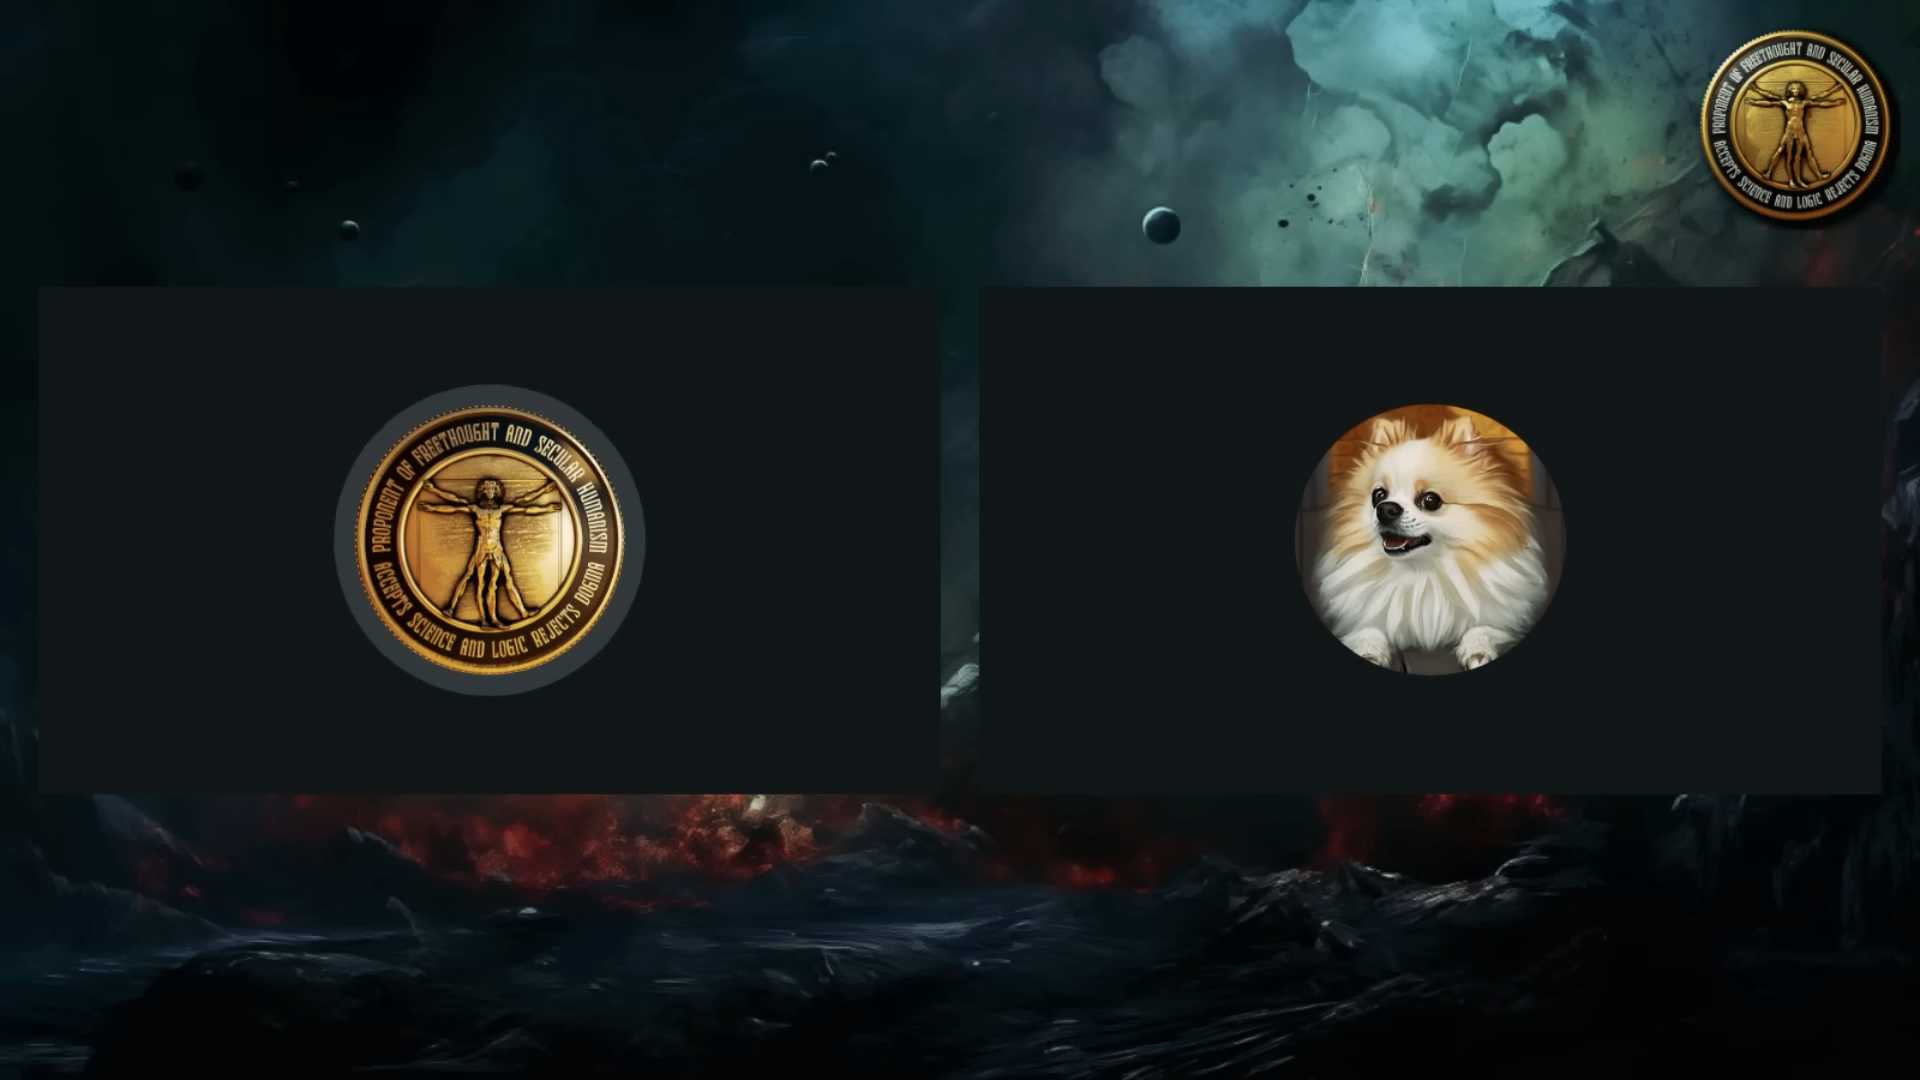 PROPONENT OF FREETHOUGHT AND SECULAR HUMANISM
ACCEPTS SCIENCE AND LOGIC REJECTS DOGMA
PROPONENT OF FREETHOUGHT AND SECULAR HUMANISM
ACCEPTS SCIENCE AND LOGIC REJECTS DOGMA